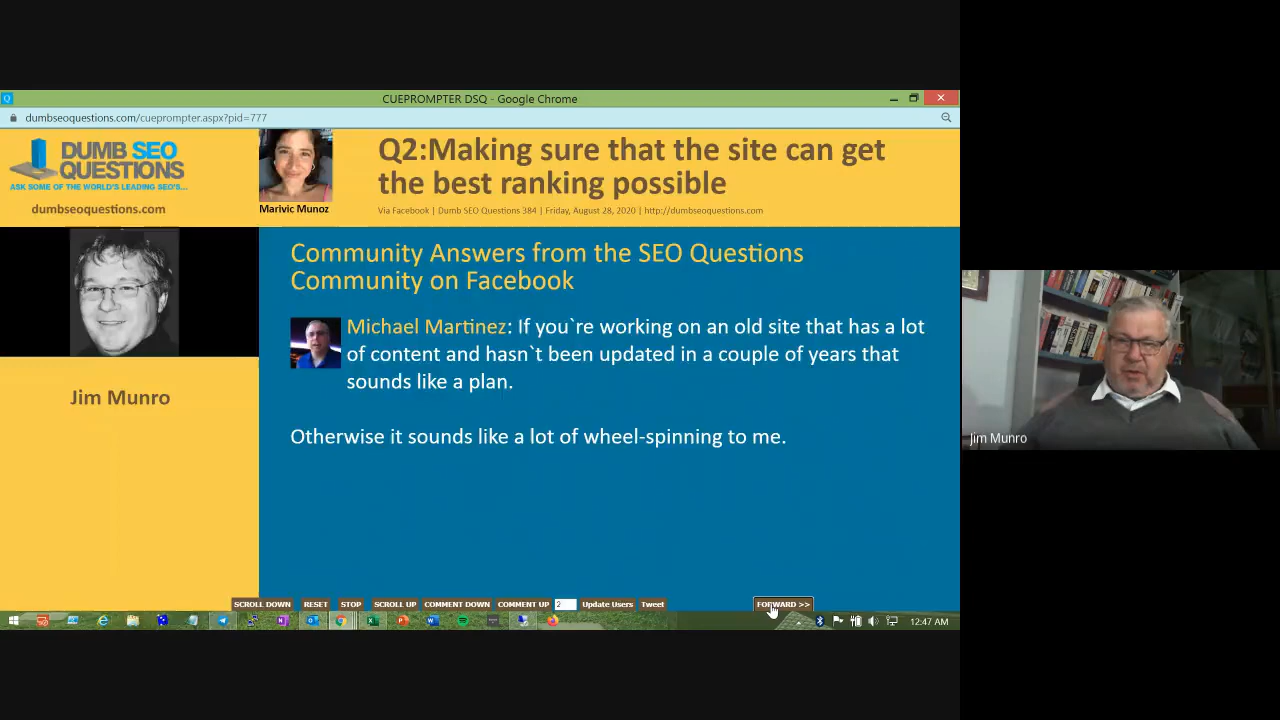 CUEPROMPTER DSQ - Google Chrome
dumbseoquestions.com/cueprompter.aspx?pid=777
DUMB SEO
QUESTIONS
ASK SOME OF THE WORLD'S LEADING SEO'S...
dumbseoquestions.com
Marivic Munoz
Q2:Making sure that the site can get
the best ranking possible
Via Facebook | Dumb SEO Questions 384 | Friday, August 28, 2020 | http://dumbseoquestions.com
Jim Munro
Community Answers from the SEO Questions
Community on Facebook
Michael Martinez: If you`re working on an old site that has a lot
of content and hasn`t been updated in a couple of years that
sounds like a plan.
Otherwise it sounds like a lot of wheel-spinning to me.
Jim Munro
SCROLL DOWN RESET STOP SCROLL UP COMMENT DOWN COMMENT UP 2 Update Users Tweet FORWARD >>
12:47 AM